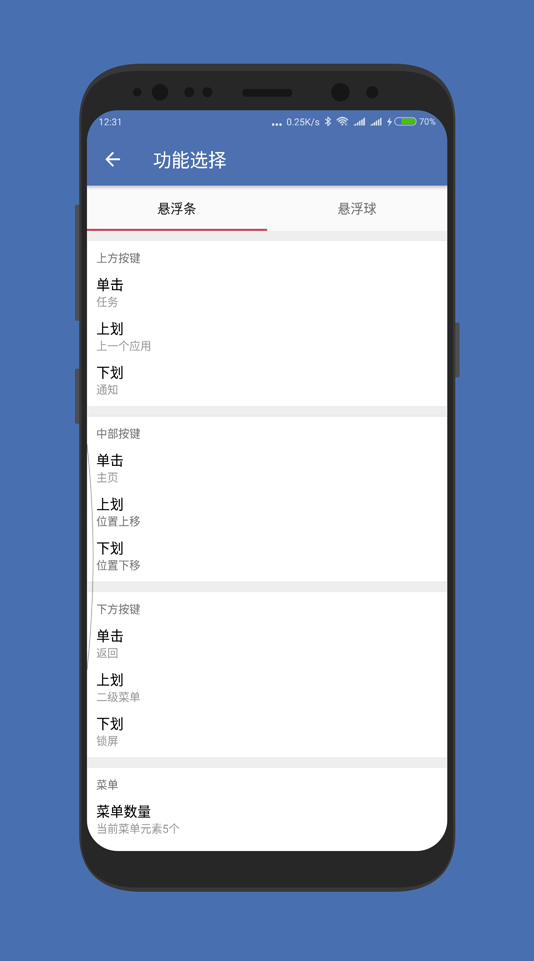 12:31 ... 0.25K/s 70%
功能选择
悬浮条 悬浮球
上方按键
单击
任务
上划
上一个应用
下划
通知
中部按键
单击
主页
上划
位置上移
下划
位置下移
下方按键
单击
返回
上划
二级菜单
下划
锁屏
菜单
菜单数量
当前菜单元素5个